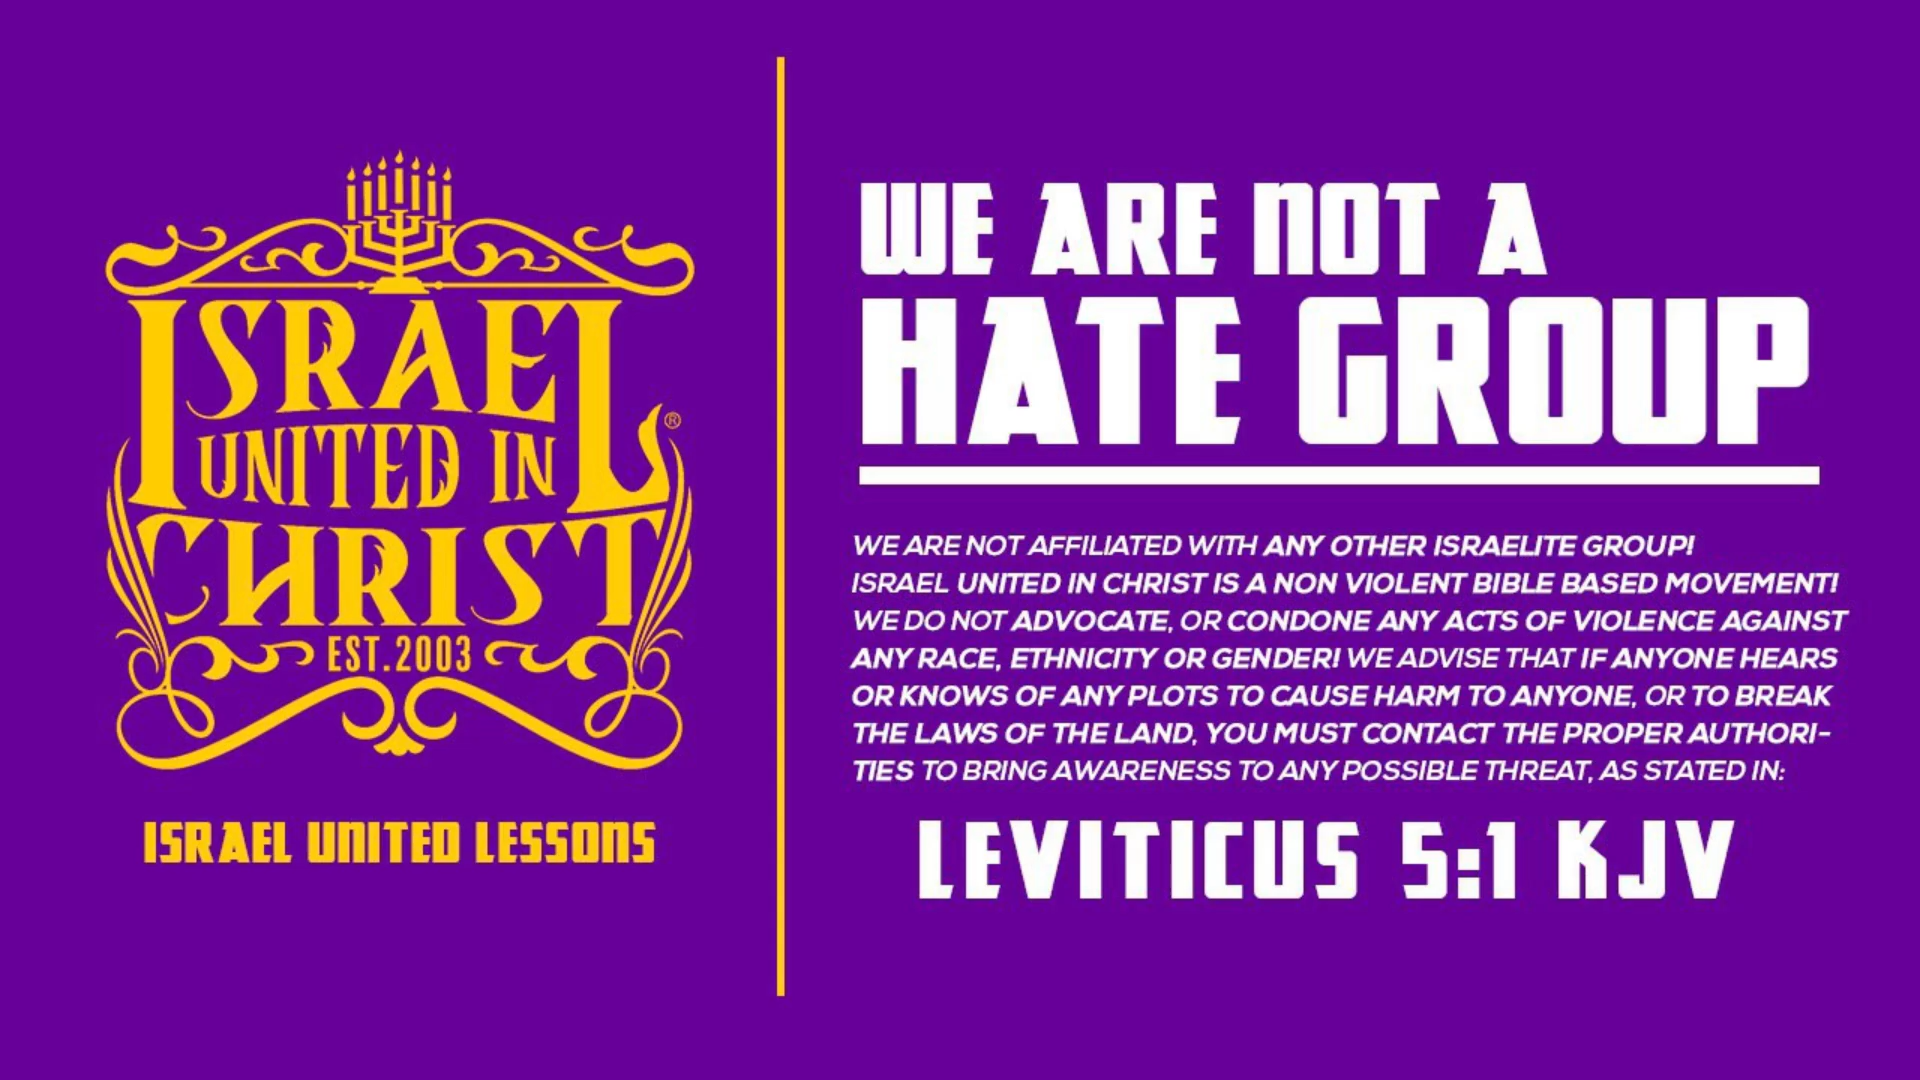 ISRAEL
UNITED IN
CHRIST
®
EST.2003
ISRAEL UNITED LESSONS
WE ARE NOT A
HATE GROUP
WE ARE NOT AFFILIATED WITH ANY OTHER ISRAELITE GROUP!
ISRAEL UNITED IN CHRIST IS A NON VIOLENT BIBLE BASED MOVEMENT!
WE DO NOT ADVOCATE, OR CONDONE ANY ACTS OF VIOLENCE AGAINST
ANY RACE, ETHNICITY OR GENDER! WE ADVISE THAT IF ANYONE HEARS
OR KNOWS OF ANY PLOTS TO CAUSE HARM TO ANYONE, OR TO BREAK
THE LAWS OF THE LAND, YOU MUST CONTACT THE PROPER AUTHORI-
TIES TO BRING AWARENESS TO ANY POSSIBLE THREAT, AS STATED IN:
LEVITICUS 5:1 KJV